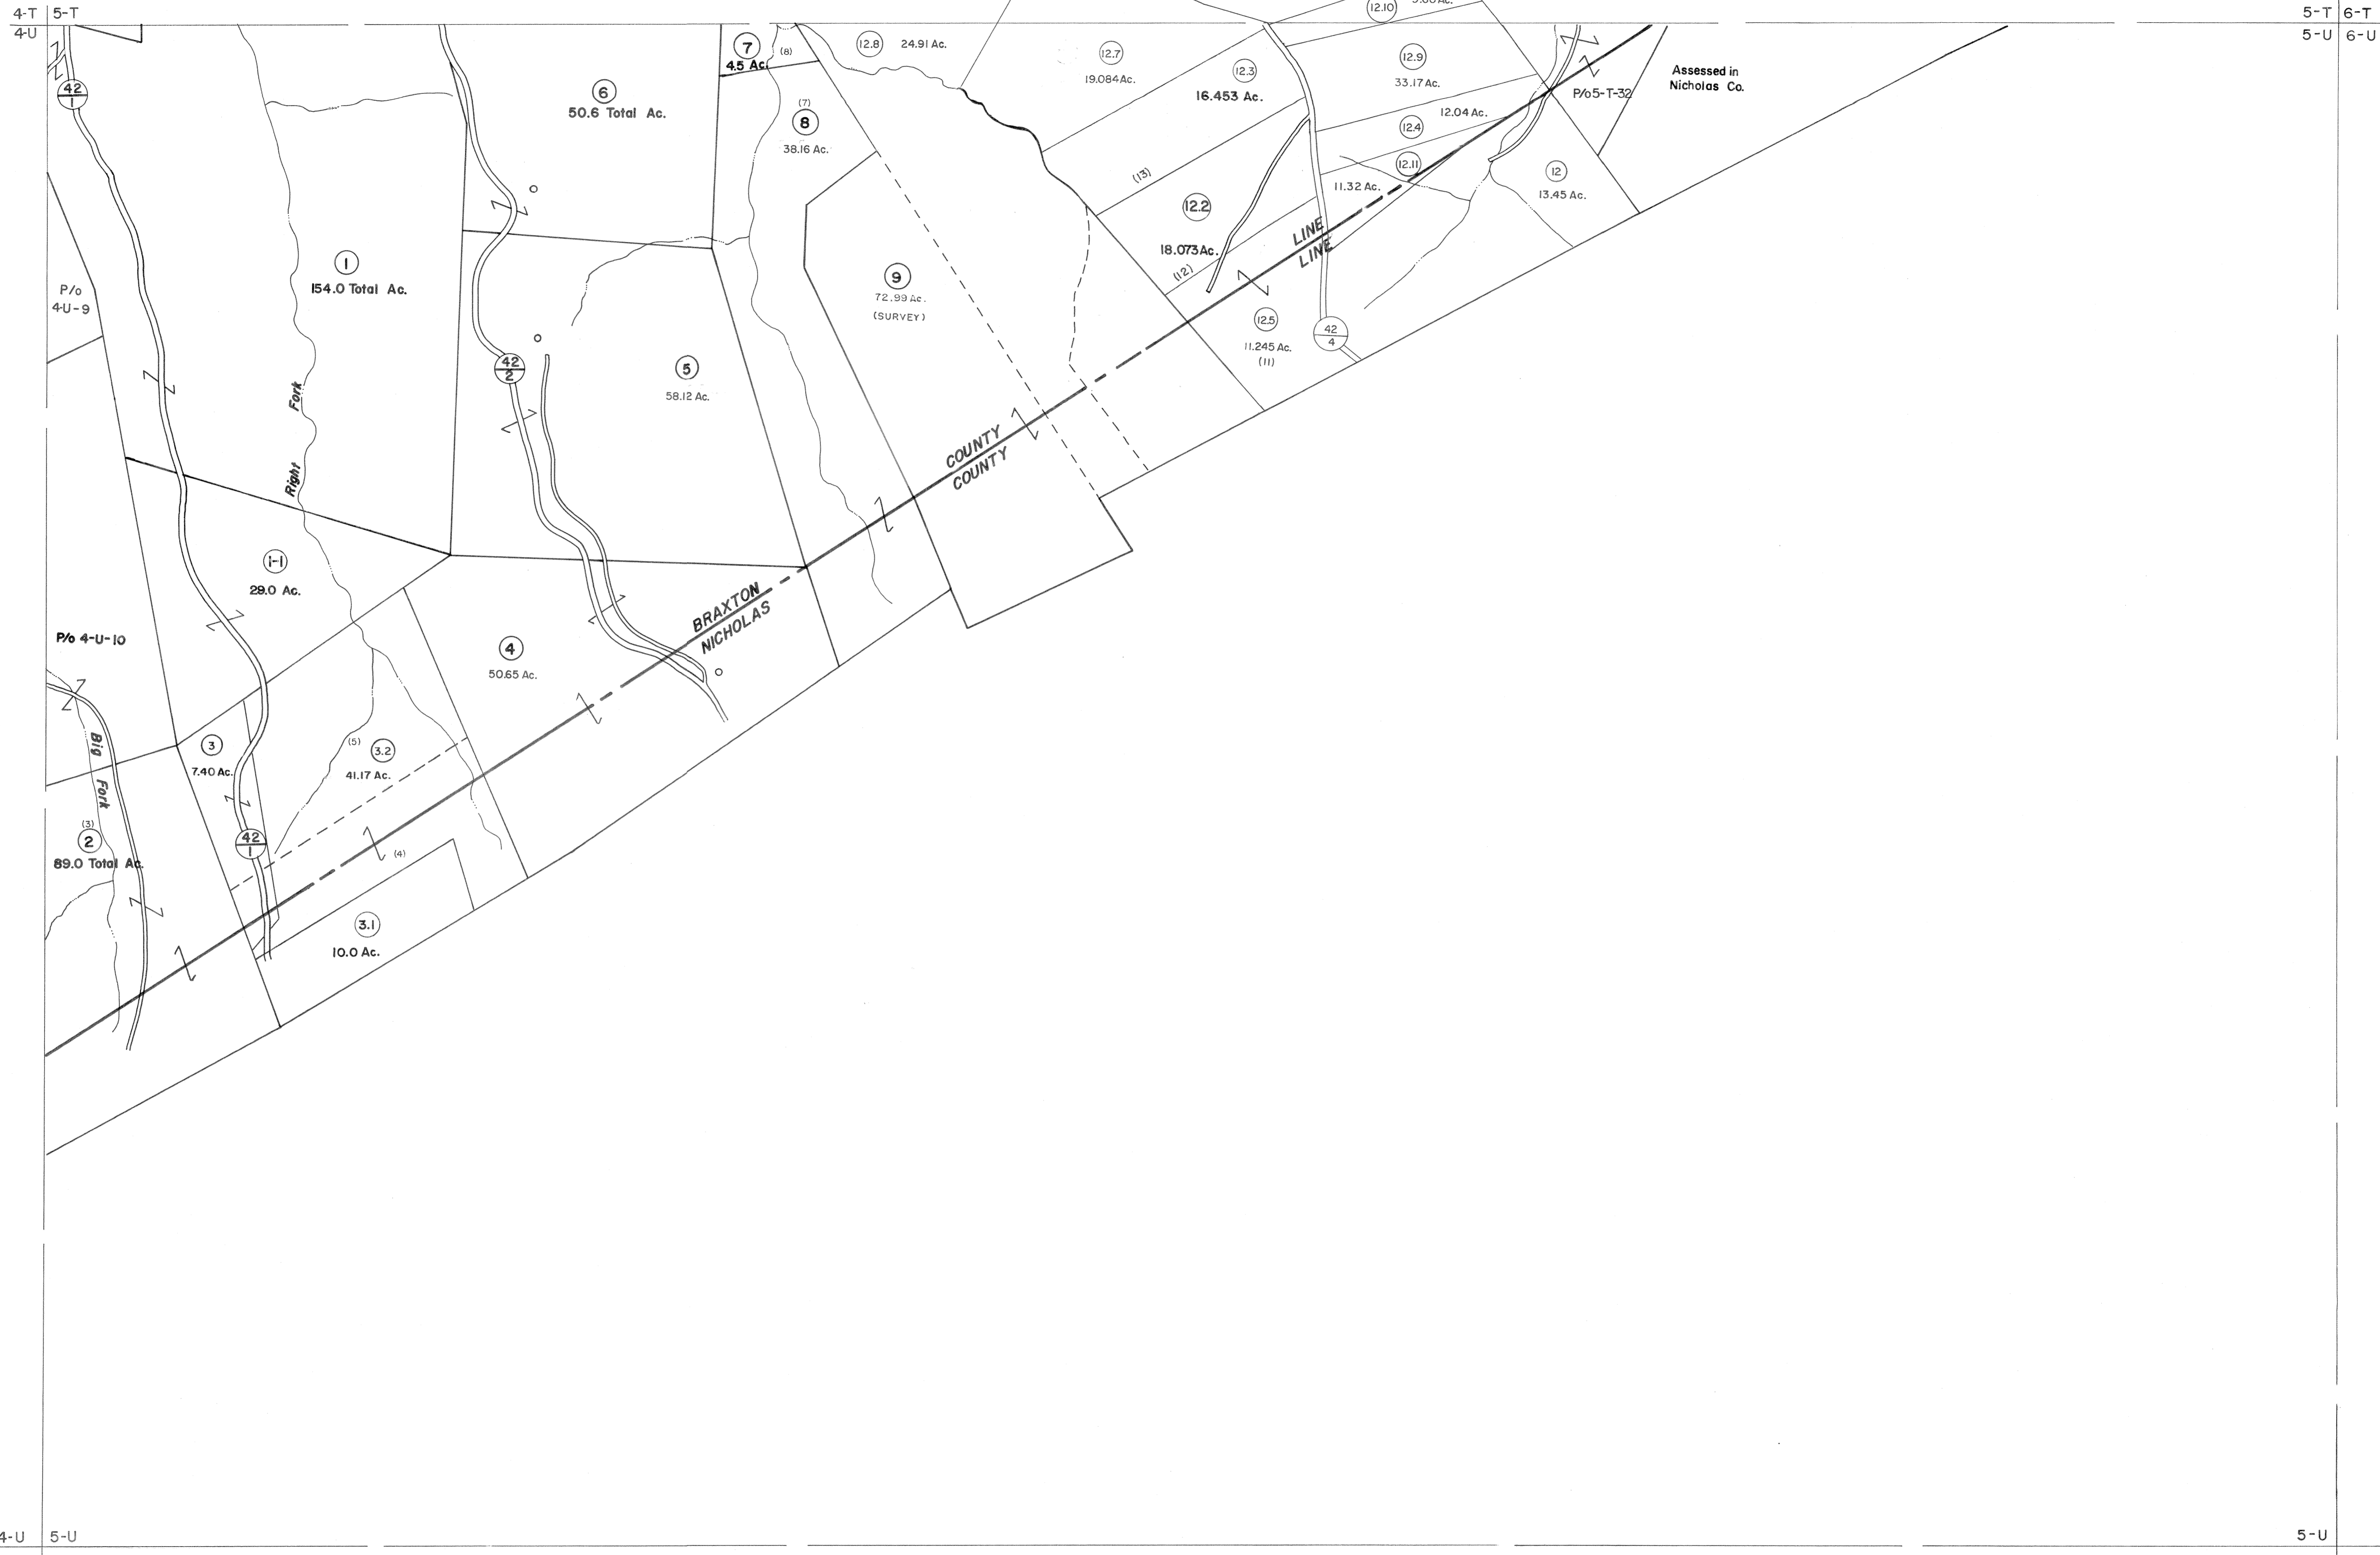 4-T 5-T
4-U
5-T 6-T
5-U 6-U
12.10
42
1
6
50.6 Total Ac.
7
4.5 Ac.
(8)
12.8 24.91 Ac.
12.7
19.084 Ac.
12.3
16.453 Ac.
12.9
33.17 Ac.
Assessed in
Nicholas Co.
P/o 5-T-32
(7)
8
38.16 Ac.
12.04 Ac.
12.4
12.11
11.32 Ac.
12
13.45 Ac.
(13)
12.2
18.073 Ac.
(12)
LINE
LINE
1
154.0 Total Ac.
P/o
4-U-9
9
72.99 Ac.
(SURVEY)
12.5
11.245 Ac.
(11)
42
4
42
2
5
58.12 Ac.
Right Fork
COUNTY
COUNTY
1-1
29.0 Ac.
BRAXTON
NICHOLAS
P/o 4-U-10
4
50.65 Ac.
Big Fork
3
7.40 Ac.
(5)
3.2
41.17 Ac.
(3)
2
89.0 Total Ac.
42
1
(4)
3.1
10.0 Ac.
4-U 5-U
5-U